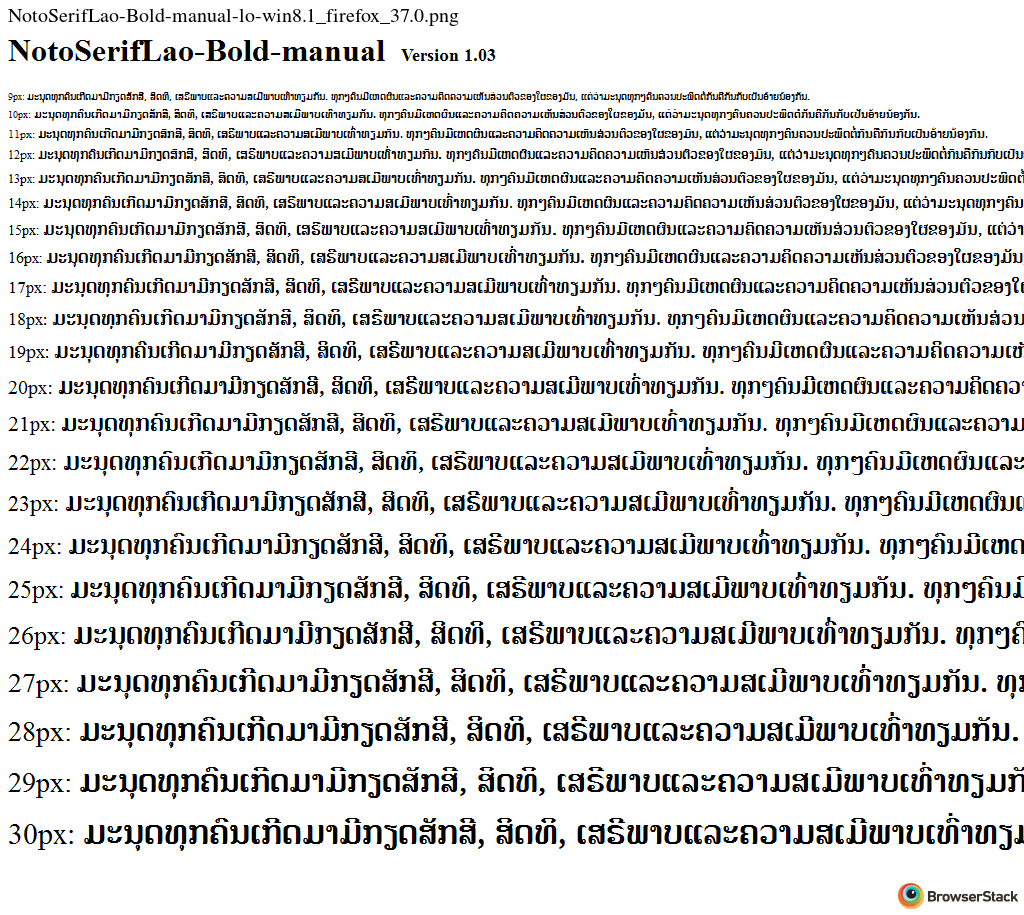 NotoSerifLao-Bold-manual-lo-win8.1_firefox_37.0.png
NotoSerifLao-Bold-manual Version 1.03
9px: ມະນຸດທຸກຄົນເກີດມາມີກຽດສັກສີ, ສິດທິ, ເສຣີພາບແລະຄວາມສເມີພາບເທົ່າທຽມກັນ. ທຸກໆຄົນມີເຫດຜົນແລະຄວາມຄິດຄວາມເຫັນສ່ວນຕົວຂອງໃຜຂອງມັນ, ແຕ່ວ່າມະນຸດທຸກໆຄົນຄວນປະພຶດຕໍ່ກັນຄືກັນກັບເປັນອ້າຍນ້ອງກັນ.
10px: ມະນຸດທຸກຄົນເກີດມາມີກຽດສັກສີ, ສິດທິ, ເສຣີພາບແລະຄວາມສເມີພາບເທົ່າທຽມກັນ. ທຸກໆຄົນມີເຫດຜົນແລະຄວາມຄິດຄວາມເຫັນສ່ວນຕົວຂອງໃຜຂອງມັນ, ແຕ່ວ່າມະນຸດທຸກໆຄົນຄວນປະພຶດຕໍ່ກັນຄືກັນກັບເປັນອ້າຍນ້ອງກັນ.
11px: ມະນຸດທຸກຄົນເກີດມາມີກຽດສັກສີ, ສິດທິ, ເສຣີພາບແລະຄວາມສເມີພາບເທົ່າທຽມກັນ. ທຸກໆຄົນມີເຫດຜົນແລະຄວາມຄິດຄວາມເຫັນສ່ວນຕົວຂອງໃຜຂອງມັນ, ແຕ່ວ່າມະນຸດທຸກໆຄົນຄວນປະພຶດຕໍ່ກັນຄືກັນກັບເປັນອ້າຍນ້ອງກັນ.
12px: ມະນຸດທຸກຄົນເກີດມາມີກຽດສັກສີ, ສິດທິ, ເສຣີພາບແລະຄວາມສເມີພາບເທົ່າທຽມກັນ. ທຸກໆຄົນມີເຫດຜົນແລະຄວາມຄິດຄວາມເຫັນສ່ວນຕົວຂອງໃຜຂອງມັນ, ແຕ່ວ່າມະນຸດທຸກໆຄົນຄວນປະພຶດຕໍ່ກັນຄືກັນກັບເປັນ
13px: ມະນຸດທຸກຄົນເກີດມາມີກຽດສັກສີ, ສິດທິ, ເສຣີພາບແລະຄວາມສເມີພາບເທົ່າທຽມກັນ. ທຸກໆຄົນມີເຫດຜົນແລະຄວາມຄິດຄວາມເຫັນສ່ວນຕົວຂອງໃຜຂອງມັນ, ແຕ່ວ່າມະນຸດທຸກໆຄົນຄວນປະພຶດຕໍ່
14px: ມະນຸດທຸກຄົນເກີດມາມີກຽດສັກສີ, ສິດທິ, ເສຣີພາບແລະຄວາມສເມີພາບເທົ່າທຽມກັນ. ທຸກໆຄົນມີເຫດຜົນແລະຄວາມຄິດຄວາມເຫັນສ່ວນຕົວຂອງໃຜຂອງມັນ, ແຕ່ວ່າມະນຸດທຸກໆຄົນ
15px: ມະນຸດທຸກຄົນເກີດມາມີກຽດສັກສີ, ສິດທິ, ເສຣີພາບແລະຄວາມສເມີພາບເທົ່າທຽມກັນ. ທຸກໆຄົນມີເຫດຜົນແລະຄວາມຄິດຄວາມເຫັນສ່ວນຕົວຂອງໃຜຂອງມັນ, ແຕ່ວ່າ
16px: ມະນຸດທຸກຄົນເກີດມາມີກຽດສັກສີ, ສິດທິ, ເສຣີພາບແລະຄວາມສເມີພາບເທົ່າທຽມກັນ. ທຸກໆຄົນມີເຫດຜົນແລະຄວາມຄິດຄວາມເຫັນສ່ວນຕົວຂອງໃຜຂອງມັນ,
17px: ມະນຸດທຸກຄົນເກີດມາມີກຽດສັກສີ, ສິດທິ, ເສຣີພາບແລະຄວາມສເມີພາບເທົ່າທຽມກັນ. ທຸກໆຄົນມີເຫດຜົນແລະຄວາມຄິດຄວາມເຫັນສ່ວນຕົວຂອງໃ
18px: ມະນຸດທຸກຄົນເກີດມາມີກຽດສັກສີ, ສິດທິ, ເສຣີພາບແລະຄວາມສເມີພາບເທົ່າທຽມກັນ. ທຸກໆຄົນມີເຫດຜົນແລະຄວາມຄິດຄວາມເຫັນສ່ວນ
19px: ມະນຸດທຸກຄົນເກີດມາມີກຽດສັກສີ, ສິດທິ, ເສຣີພາບແລະຄວາມສເມີພາບເທົ່າທຽມກັນ. ທຸກໆຄົນມີເຫດຜົນແລະຄວາມຄິດຄວາມເຫັ
20px: ມະນຸດທຸກຄົນເກີດມາມີກຽດສັກສີ, ສິດທິ, ເສຣີພາບແລະຄວາມສເມີພາບເທົ່າທຽມກັນ. ທຸກໆຄົນມີເຫດຜົນແລະຄວາມຄິດຄວາ
21px: ມະນຸດທຸກຄົນເກີດມາມີກຽດສັກສີ, ສິດທິ, ເສຣີພາບແລະຄວາມສເມີພາບເທົ່າທຽມກັນ. ທຸກໆຄົນມີເຫດຜົນແລະຄວາມ
22px: ມະນຸດທຸກຄົນເກີດມາມີກຽດສັກສີ, ສິດທິ, ເສຣີພາບແລະຄວາມສເມີພາບເທົ່າທຽມກັນ. ທຸກໆຄົນມີເຫດຜົນແລະ
23px: ມະນຸດທຸກຄົນເກີດມາມີກຽດສັກສີ, ສິດທິ, ເສຣີພາບແລະຄວາມສເມີພາບເທົ່າທຽມກັນ. ທຸກໆຄົນມີເຫດຜົນແ
24px: ມະນຸດທຸກຄົນເກີດມາມີກຽດສັກສີ, ສິດທິ, ເສຣີພາບແລະຄວາມສເມີພາບເທົ່າທຽມກັນ. ທຸກໆຄົນມີເຫດ
25px: ມະນຸດທຸກຄົນເກີດມາມີກຽດສັກສີ, ສິດທິ, ເສຣີພາບແລະຄວາມສເມີພາບເທົ່າທຽມກັນ. ທຸກໆຄົນມີ
26px: ມະນຸດທຸກຄົນເກີດມາມີກຽດສັກສີ, ສິດທິ, ເສຣີພາບແລະຄວາມສເມີພາບເທົ່າທຽມກັນ. ທຸກໆຄົ
27px: ມະນຸດທຸກຄົນເກີດມາມີກຽດສັກສີ, ສິດທິ, ເສຣີພາບແລະຄວາມສເມີພາບເທົ່າທຽມກັນ. ທຸກ
28px: ມະນຸດທຸກຄົນເກີດມາມີກຽດສັກສີ, ສິດທິ, ເສຣີພາບແລະຄວາມສເມີພາບເທົ່າທຽມກັນ.
29px: ມະນຸດທຸກຄົນເກີດມາມີກຽດສັກສີ, ສິດທິ, ເສຣີພາບແລະຄວາມສເມີພາບເທົ່າທຽມກັນ
30px: ມະນຸດທຸກຄົນເກີດມາມີກຽດສັກສີ, ສິດທິ, ເສຣີພາບແລະຄວາມສເມີພາບເທົ່າທຽມ
BrowserStack